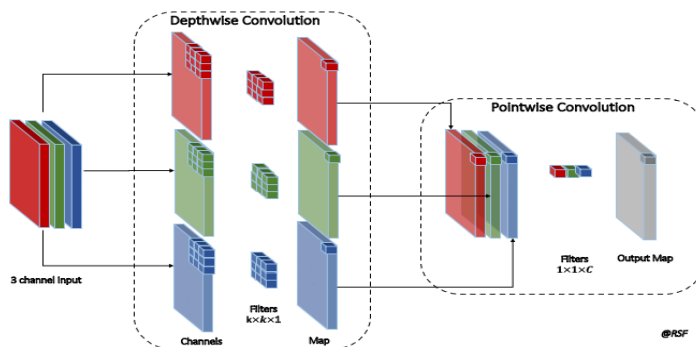 Depthwise Convolution
Pointwise Convolution
3 channel input
Filters
k×k×1
Channels
Map
Filters
1×1×C
Output Map
@RSF